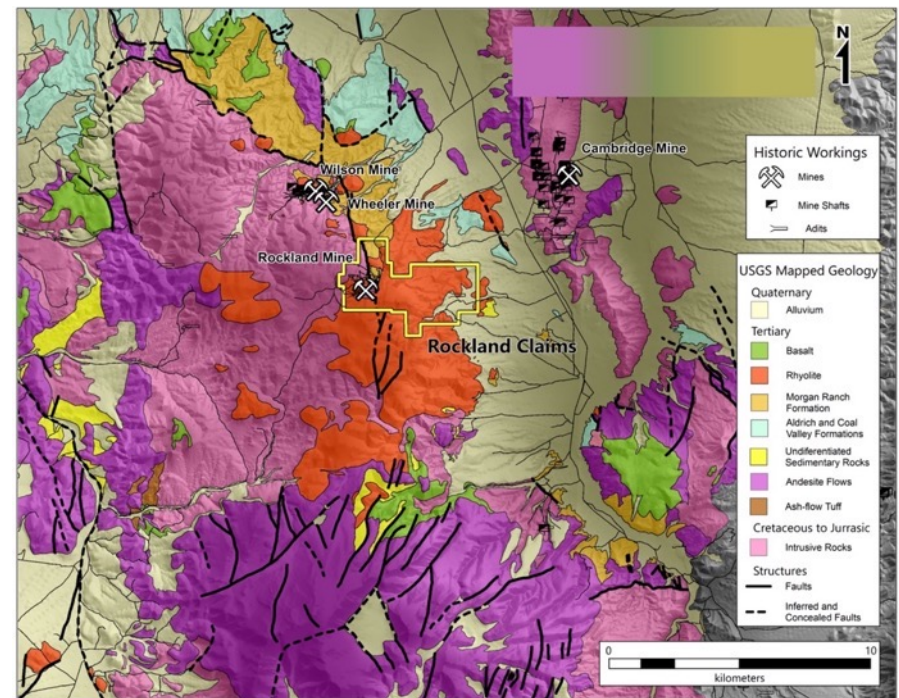 N
Historic Workings
Mines
Mine Shafts
Adits
Cambridge Mine
Wilson Mine
Wheeler Mine
Rockland Mine
Rockland Claims
USGS Mapped Geology
Quaternary
Alluvium
Tertiary
Basalt
Rhyolite
Morgan Ranch
Formation
Aldrich and Coal
Valley Formations
Undiferentiated
Sedimentary Rocks
Andesite Flows
Ash-flow Tuff
Cretaceous to Jurrasic
Intrusive Rocks
Structures
Faults
Inferred and
Concealed Faults
0 10
kilometers